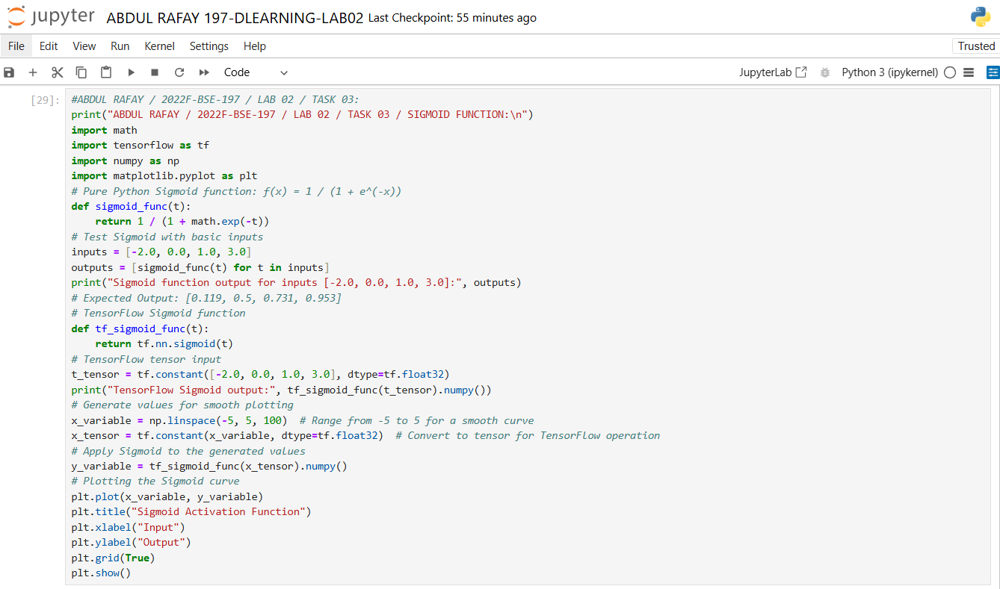 jupyter ABDUL RAFAY 197-DLEARNING-LAB02 Last Checkpoint: 55 minutes ago
File Edit View Run Kernel Settings Help Trusted
Code JupyterLab Python 3 (ipykernel)
[29]: #ABDUL RAFAY / 2022F-BSE-197 / LAB 02 / TASK 03:
print("ABDUL RAFAY / 2022F-BSE-197 / LAB 02 / TASK 03 / SIGMOID FUNCTION:\n")
import math
import tensorflow as tf
import numpy as np
import matplotlib.pyplot as plt
# Pure Python Sigmoid function: f(x) = 1 / (1 + e^(-x))
def sigmoid_func(t):
    return 1 / (1 + math.exp(-t))
# Test Sigmoid with basic inputs
inputs = [-2.0, 0.0, 1.0, 3.0]
outputs = [sigmoid_func(t) for t in inputs]
print("Sigmoid function output for inputs [-2.0, 0.0, 1.0, 3.0]:", outputs)
# Expected Output: [0.119, 0.5, 0.731, 0.953]
# TensorFlow Sigmoid function
def tf_sigmoid_func(t):
    return tf.nn.sigmoid(t)
# TensorFlow tensor input
t_tensor = tf.constant([-2.0, 0.0, 1.0, 3.0], dtype=tf.float32)
print("TensorFlow Sigmoid output:", tf_sigmoid_func(t_tensor).numpy())
# Generate values for smooth plotting
x_variable = np.linspace(-5, 5, 100)  # Range from -5 to 5 for a smooth curve
x_tensor = tf.constant(x_variable, dtype=tf.float32)  # Convert to tensor for TensorFlow operation
# Apply Sigmoid to the generated values
y_variable = tf_sigmoid_func(x_tensor).numpy()
# Plotting the Sigmoid curve
plt.plot(x_variable, y_variable)
plt.title("Sigmoid Activation Function")
plt.xlabel("Input")
plt.ylabel("Output")
plt.grid(True)
plt.show()